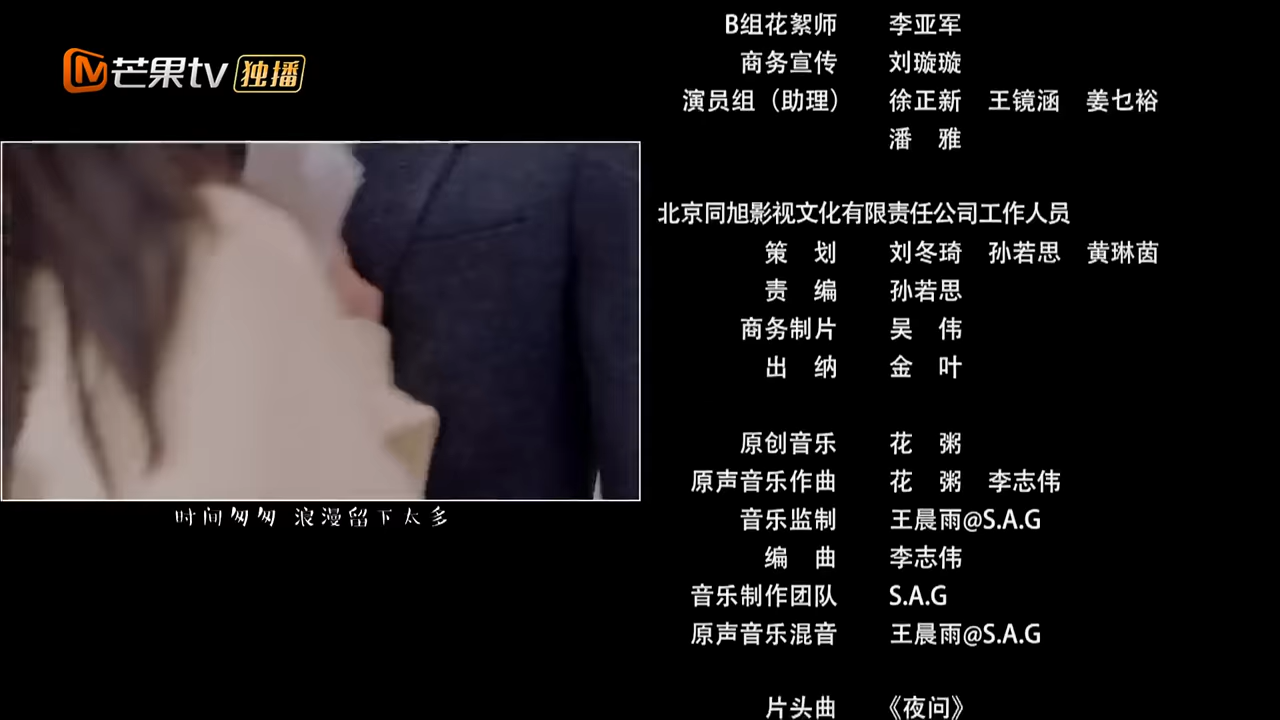 芒果tv 独播
B组花絮师 李亚军
商务宣传 刘璇璇
演员组（助理） 徐正新 王镜涵 姜乜裕
潘 雅
北京同旭影视文化有限责任公司工作人员
策 划 刘冬琦 孙若思 黄琳茵
责 编 孙若思
商务制片 吴 伟
出 纳 金 叶
原创音乐 花 粥
原声音乐作曲 花 粥 李志伟
音乐监制 王晨雨@S.A.G
编 曲 李志伟
音乐制作团队 S.A.G
原声音乐混音 王晨雨@S.A.G
片头曲 《夜问》
时间匆匆 浪漫留下太多